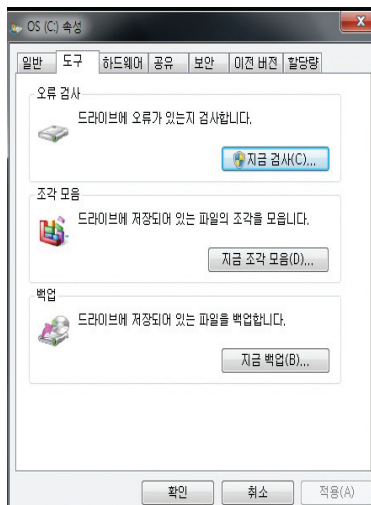 OS (C:) 속성
일반 도구 하드웨어 공유 보안 이전 버전 할당량
오류 검사
드라이브에 오류가 있는지 검사합니다.
지금 검사(C)...
조각 모음
드라이브에 저장되어 있는 파일의 조각을 모읍니다.
지금 조각 모음(D)...
백업
드라이브에 저장되어 있는 파일을 백업합니다.
지금 백업(B)...
확인 취소 적용(A)